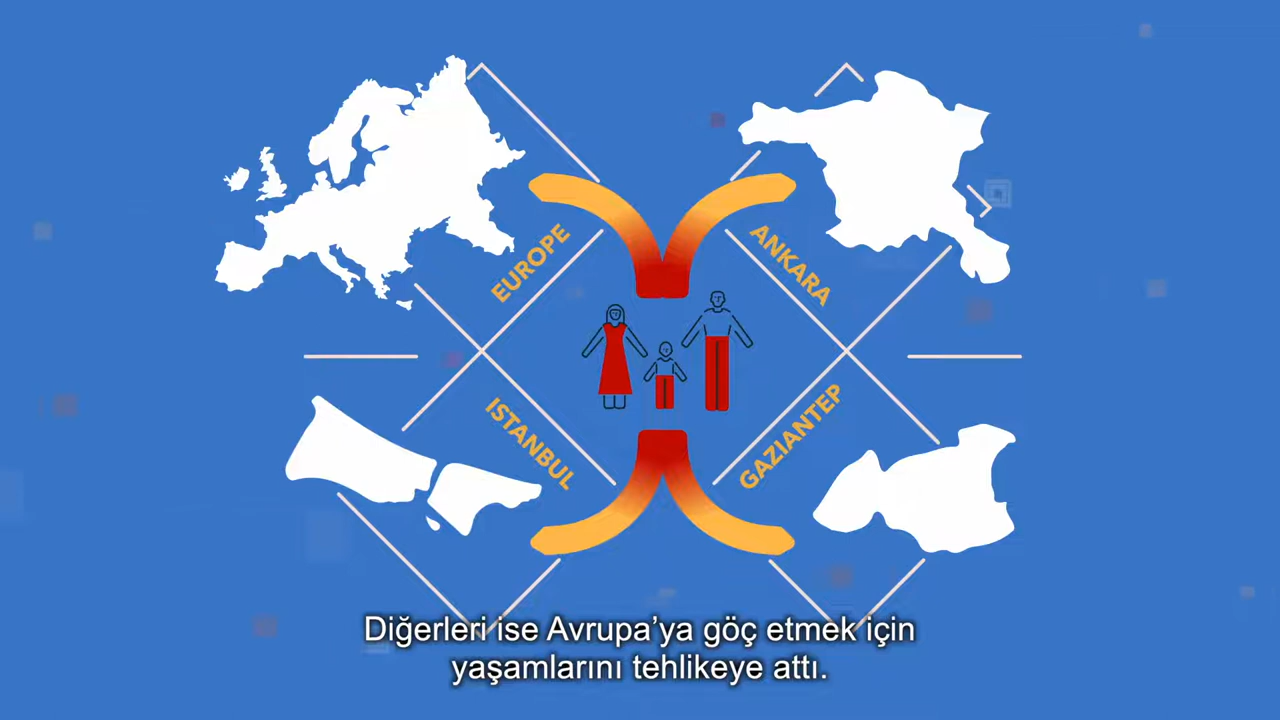 EUROPE
ANKARA
ISTANBUL
GAZIANTEP
Diğerleri ise Avrupa’ya göç etmek için
yaşamlarını tehlikeye attı.